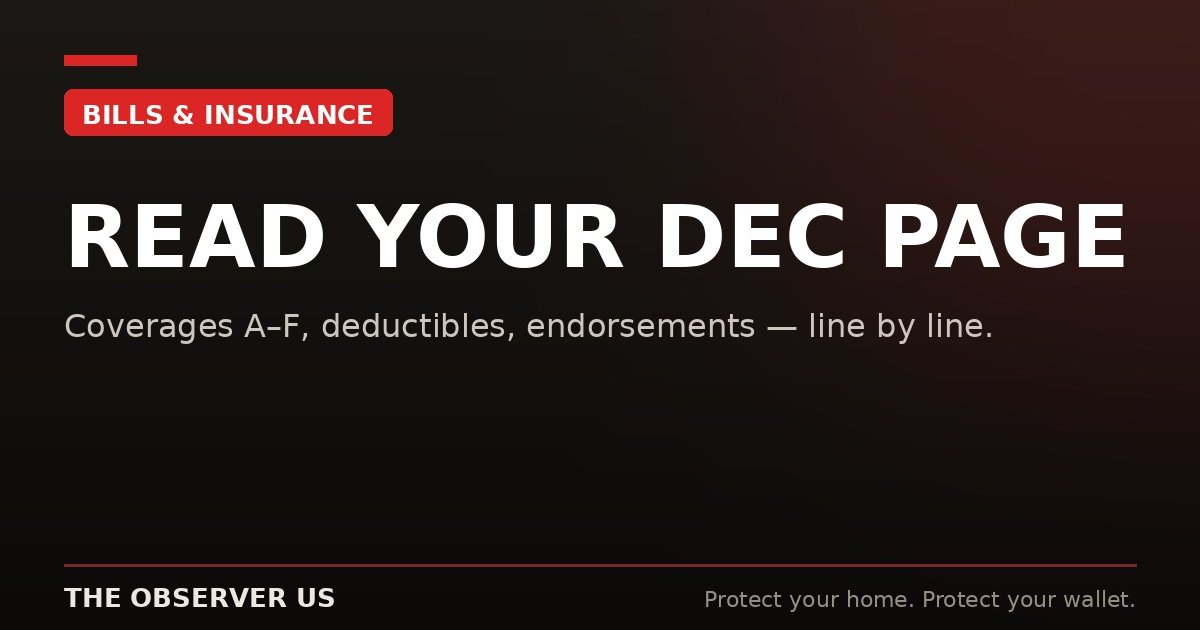 BILLS & INSURANCE
READ YOUR DEC PAGE
Coverages A–F, deductibles, endorsements — line by line.
THE OBSERVER US
Protect your home. Protect your wallet.